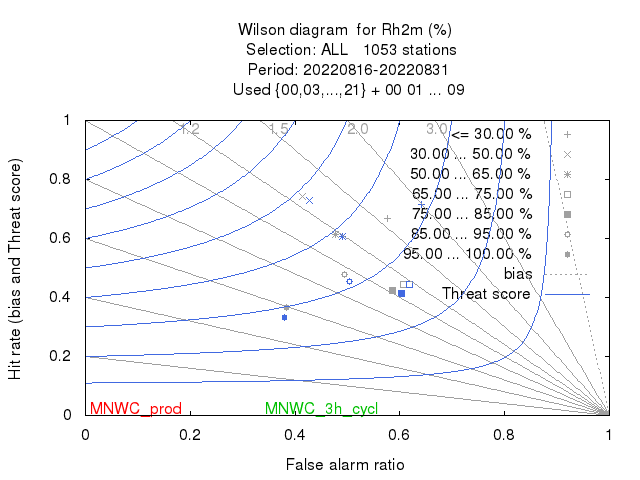 Wilson diagram  for Rh2m (%)
Selection: ALL   1053 stations
Period: 20220816-20220831
Used {00,03,...,21} + 00 01 ... 09
1.2
1.5
2.0
3.0
<= 30.00 %
30.00 ... 50.00 %
50.00 ... 65.00 %
65.00 ... 75.00 %
75.00 ... 85.00 %
85.00 ... 95.00 %
95.00 ... 100.00 %
bias
Threat score
Hit rate (bias and Threat score)
1
0.8
0.6
0.4
0.2
0
MNWC_prod
MNWC_3h_cycl
0
0.2
0.4
0.6
0.8
1
False alarm ratio